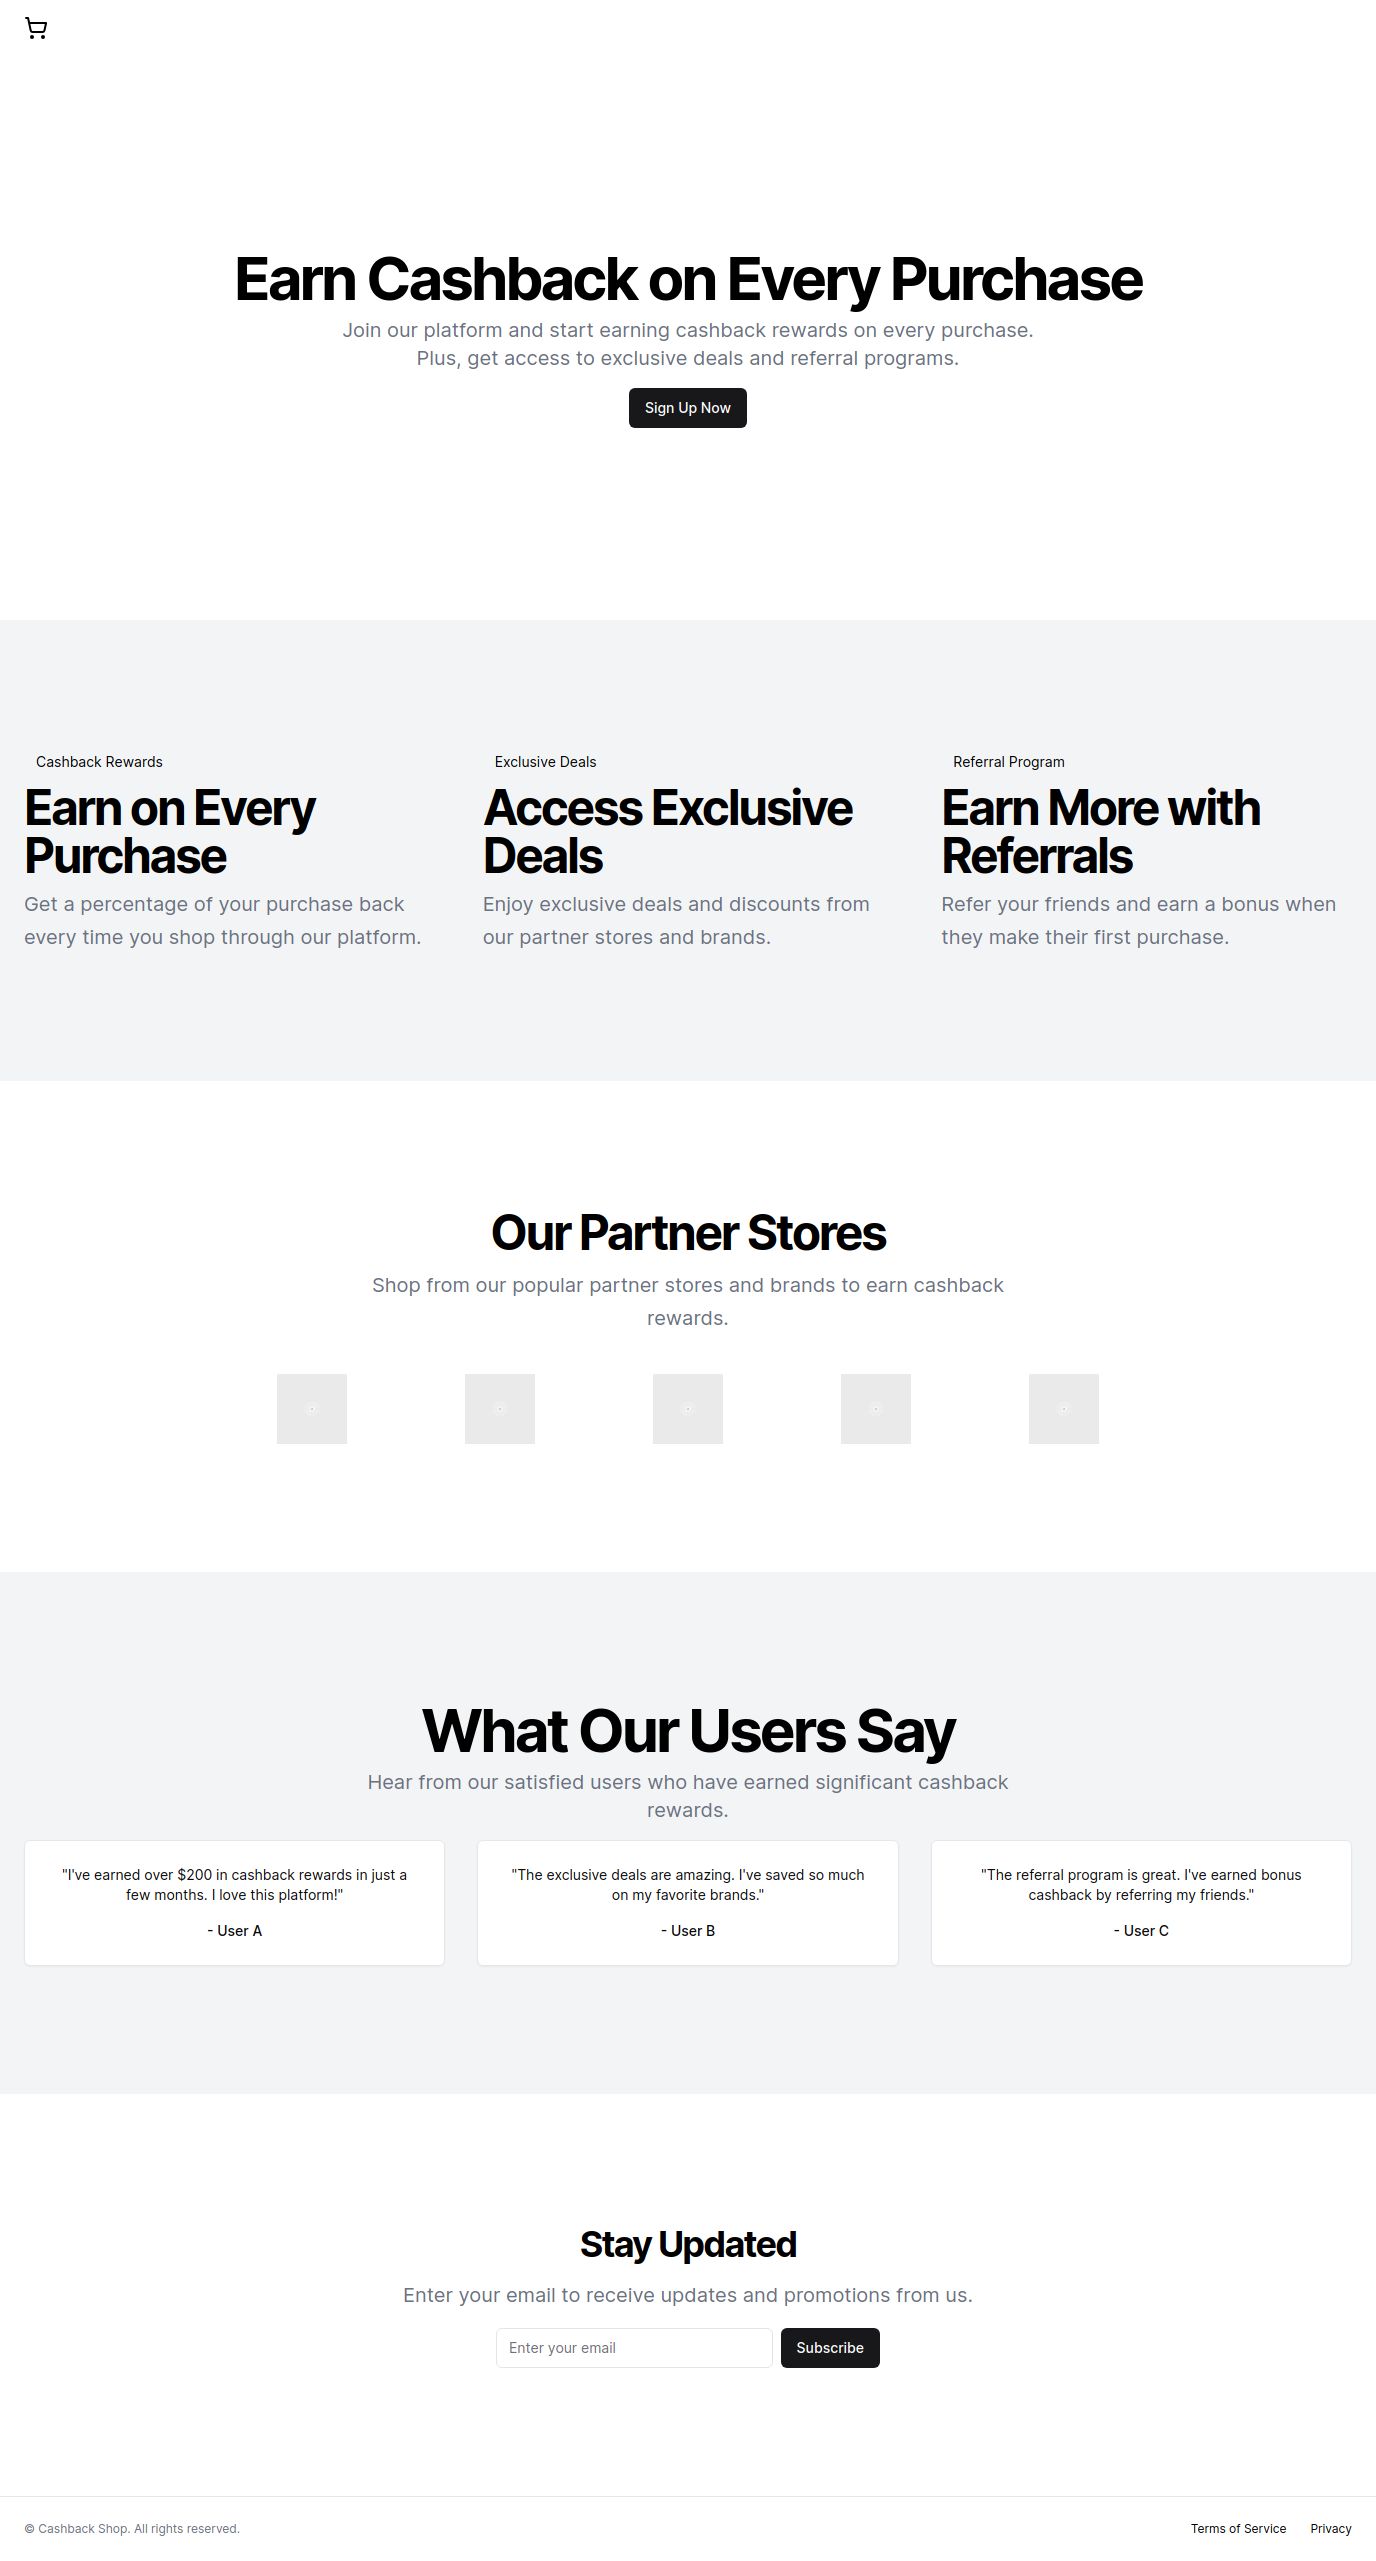 Earn Cashback on Every Purchase
Join our platform and start earning cashback rewards on every purchase.
Plus, get access to exclusive deals and referral programs.
Sign Up Now
Cashback Rewards
Earn on Every
Purchase
Get a percentage of your purchase back
every time you shop through our platform.
Exclusive Deals
Access Exclusive
Deals
Enjoy exclusive deals and discounts from
our partner stores and brands.
Referral Program
Earn More with
Referrals
Refer your friends and earn a bonus when
they make their first purchase.
Our Partner Stores
Shop from our popular partner stores and brands to earn cashback
rewards.
What Our Users Say
Hear from our satisfied users who have earned significant cashback
rewards.
"I've earned over $200 in cashback rewards in just a
few months. I love this platform!"
- User A
"The exclusive deals are amazing. I've saved so much
on my favorite brands."
- User B
"The referral program is great. I've earned bonus
cashback by referring my friends."
- User C
Stay Updated
Enter your email to receive updates and promotions from us.
Enter your email
Subscribe
© Cashback Shop. All rights reserved.
Terms of Service
Privacy